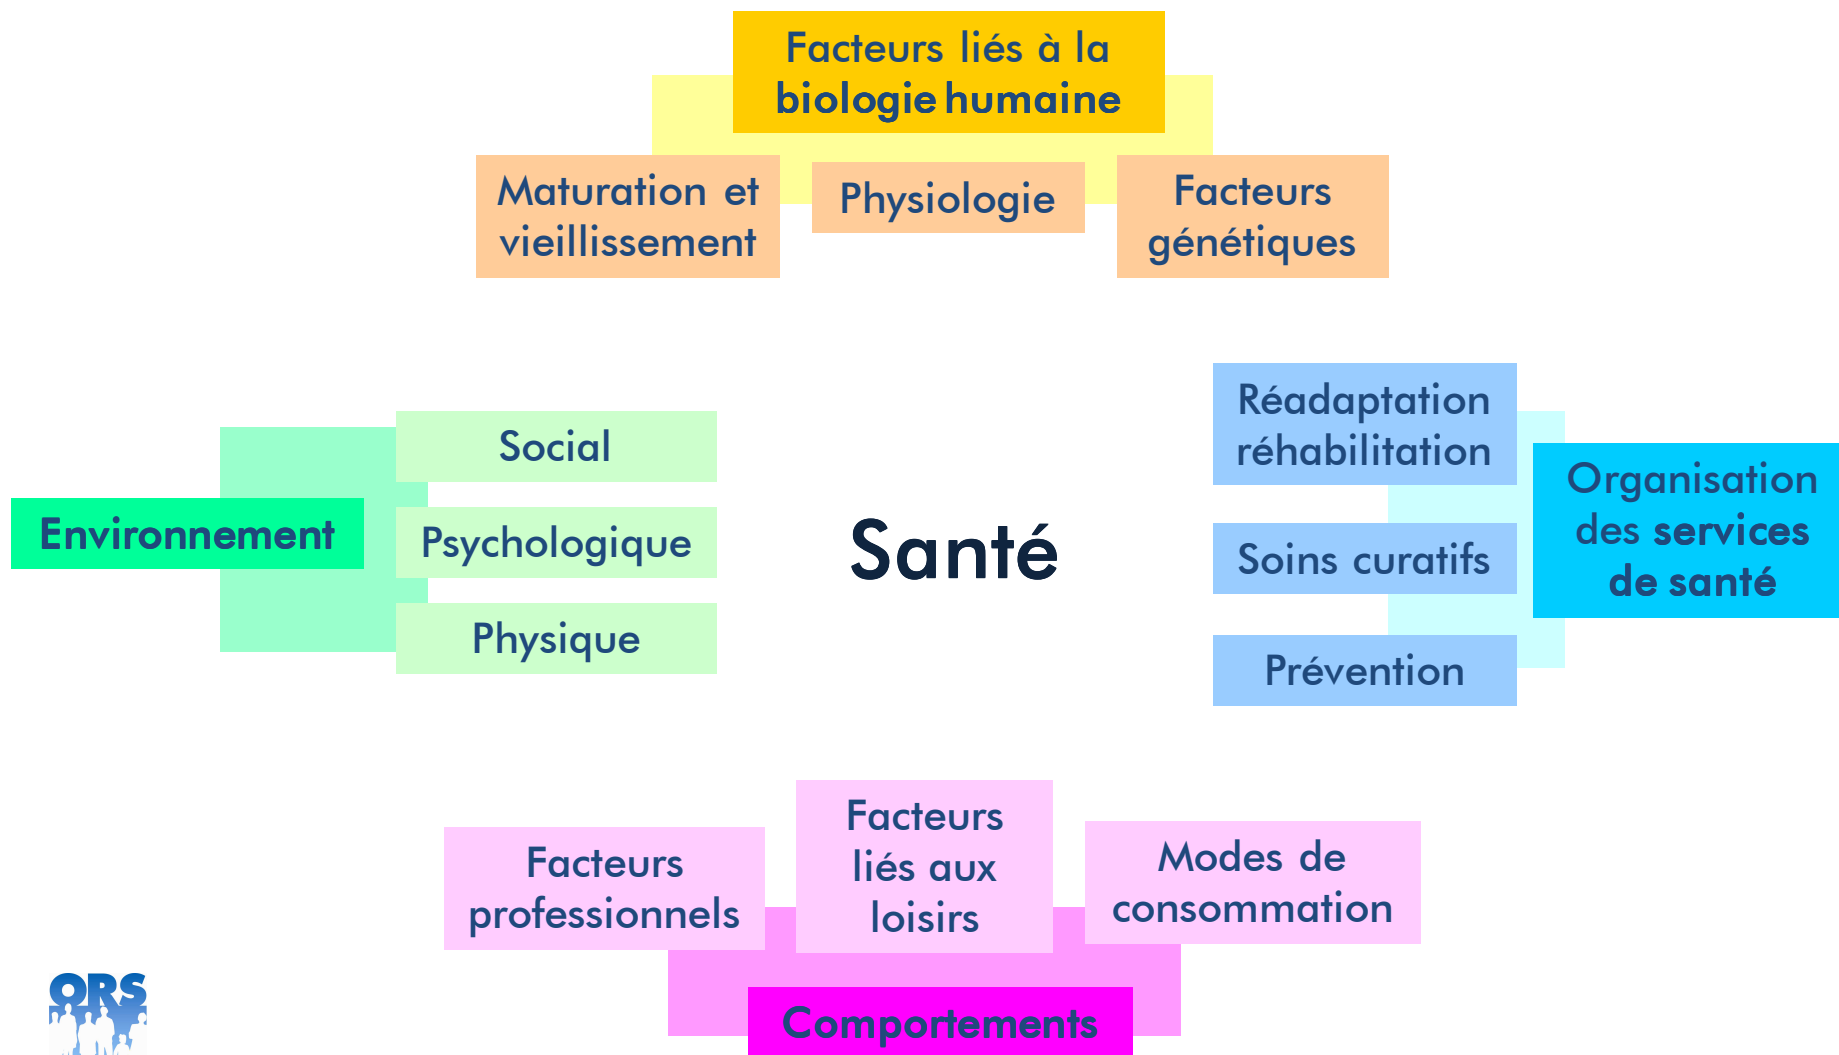 Facteurs liés à la
biologie humaine
Maturation et
vieillissement
Physiologie
Facteurs
génétiques
Environnement
Social
Psychologique
Physique
Santé
Réadaptation
réhabilitation
Soins curatifs
Prévention
Organisation
des services
de santé
Facteurs
professionnels
Facteurs
liés aux
loisirs
Modes de
consommation
Comportements
ORS